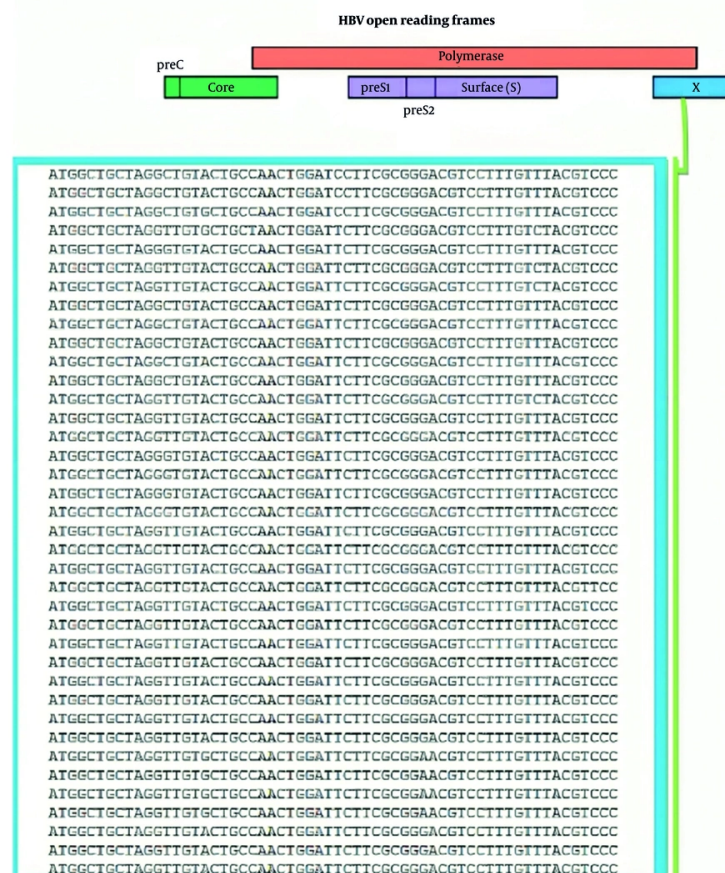 HBV open reading frames
Polymerase
preC
Core
preS1
Surface (S)
X
preS2
ATGGCTGCTAGGCTGTACTGCCAACTGGATCCTTCGCGGGACGTCCTTTGTTTACGTCCC
ATGGCTGCTAGGCTGTACTGCCAACTGGATCCTTCGCGGGACGTCCTTTGTTTACGTCCC
ATGGCTGCTAGGCTGTGCTGCCAACTGGATCCTTCGCGGGACGTCCTTTGTTTACGTCCC
ATGGCTGCTAGGTTGTGCTGCTAACTGGATTCTTCGCGGGACGTCCTTTGTCTACGTCCC
ATGGCTGCTAGGGTGTACTGCCAACTGGATTCTTCGCGGGACGTCCTTTGTTTACGTCCC
ATGGCTGCTAGGTTGTACTGCCAACTGGATTCTTCGCGGGACGTCCTTTGTCTACGTCCC
ATGGCTGCTAGGTTGTACTGCCAACTGGATTCTTCGCGGGACGTCCTTTGTCTACGTCCC
ATGGCTGCTAGGCTGTACTGCCAACTGGATTCTTCGCGGGACGTCCTTTGTTTACGTCCC
ATGGCTGCTAGGCTGTACTGCCAACTGGATTCTTCGCGGGACGTCCTTTGTTTACGTCCC
ATGGCTGCTAGGCTGTACTGCCAACTGGATTCTTCGCGGGACGTCCTTTGTTTACGTCCC
ATGGCTGCTAGGCTGTACTGCCAACTGGATTCTTCGCGGGACGTCCTTTGTTTACGTCCC
ATGGCTGCTAGGCTGTACTGCCAACTGGATTCTTCGCGGGACGTCCTTTGTTTACGTCCC
ATGGCTGCTAGGTTGTACTGCCAACTGGATTCTTCGCGGGACGTCCTTTGTCTACGTCCC
ATGGCTGCTAGGTTGTACTGCCAACTGGATTCTTCGCGGGACGTCCTTTGTTTACGTCCC
ATGGCTGCTAGGTTGTACTGCCAACTGGATTCTTCGCGGGACGTCCTTTGTTTACGTCCC
ATGGCTGCTAGGGTGTACTGCCAACTGGATTCTTCGCGGGACGTCCTTTGTTTACGTCCC
ATGGCTGCTAGGGTGTACTGCCAACTGGATTCTTCGCGGGACGTCCTTTGTTTACGTCCC
ATGGCTGCTAGGGTGTACTGCCAACTGGATTCTTCGCGGGACGTCCTTTGTTTACGTCCC
ATGGCTGCTAGGGTGTACTGCCAACTGGATTCTTCGCGGGACGTCCTTTGTTTACGTCCC
ATGGCTGCTAGGTTGTACTGCCAACTGGATTCTTCGCGGGACGTCCTTTGTTTACGTCCC
ATGGCTGCTAGGTTGTACTGCCAACTGGATTCTTCGCGGGACGTCCTTTGTTTACGTCCC
ATGGCTGCTAGGTTGTACTGCCAACTGGATTCTTCGCGGGACGTCCTTTGTTTACGTCCC
ATGGCTGCTAGGTTGTACTGCCAACTGGATTCTTCGCGGGACGTCCTTTGTTTACGTTCC
ATGGCTGCTAGGTTGTACTGCCAACTGGATTCTTCGCGGGACGTCCTTTGTTTACGTCCC
ATGGCTGCTAGGTTGTACTGCCAACTGGATTCTTCGCGGGACGTCCTTTGTTTACGTCCC
ATGGCTGCTAGGTTGTACTGCCAACTGGATTCTTCGCGGGACGTCCTTTGTTTACGTCCC
ATGGCTGCTAGGTTGTACTGCCAACTGGATTCTTCGCGGGACGTCCTTTGTTTACGTCCC
ATGGCTGCTAGGTTGTACTGCCAACTGGATTCTTCGCGGGACGTCCTTTGTTTACGTCCC
ATGGCTGCTAGGTTGTACTGCCAACTGGATTCTTCGCGGGACGTCCTTTGTTTACGTCCC
ATGGCTGCTAGGTTGTACTGCCAACTGGATTCTTCGCGGGACGTCCTTTGTTTACGTCCC
ATGGCTGCTAGGTTGTACTGCCAACTGGATTCTTCGCGGGACGTCCTTTGTTTACGTCCC
ATGGCTGCTAGGTTGTGCTGCCAACTGGATTCTTCGCGGAACGTCCTTTGTTTACGTCCC
ATGGCTGCTAGGTTGTGCTGCCAACTGGATTCTTCGCGGAACGTCCTTTGTTTACGTCCC
ATGGCTGCTAGGTTGTGCTGCCAACTGGATTCTTCGCGGAACGTCCTTTGTTTACGTCCC
ATGGCTGCTAGGTTGTGCTGCCAACTGGATTCTTCGCGGAACGTCCTTTGTTTACGTCCC
ATGGCTGCTAGGTTGTACTGCCAACTGGATTCTTCGCGGGACGTCCTTTGTTTACGTCCC
ATGGCTGCTAGGTTGTACTGCCAACTGGATTCTTCGCGGGACGTCCTTTGTTTACGTCCC
ATGGCTGCTAGGTTGTACTGCCAACTGGATTCTTCGCGGGACGTCCTTTGTTTACGTCCC